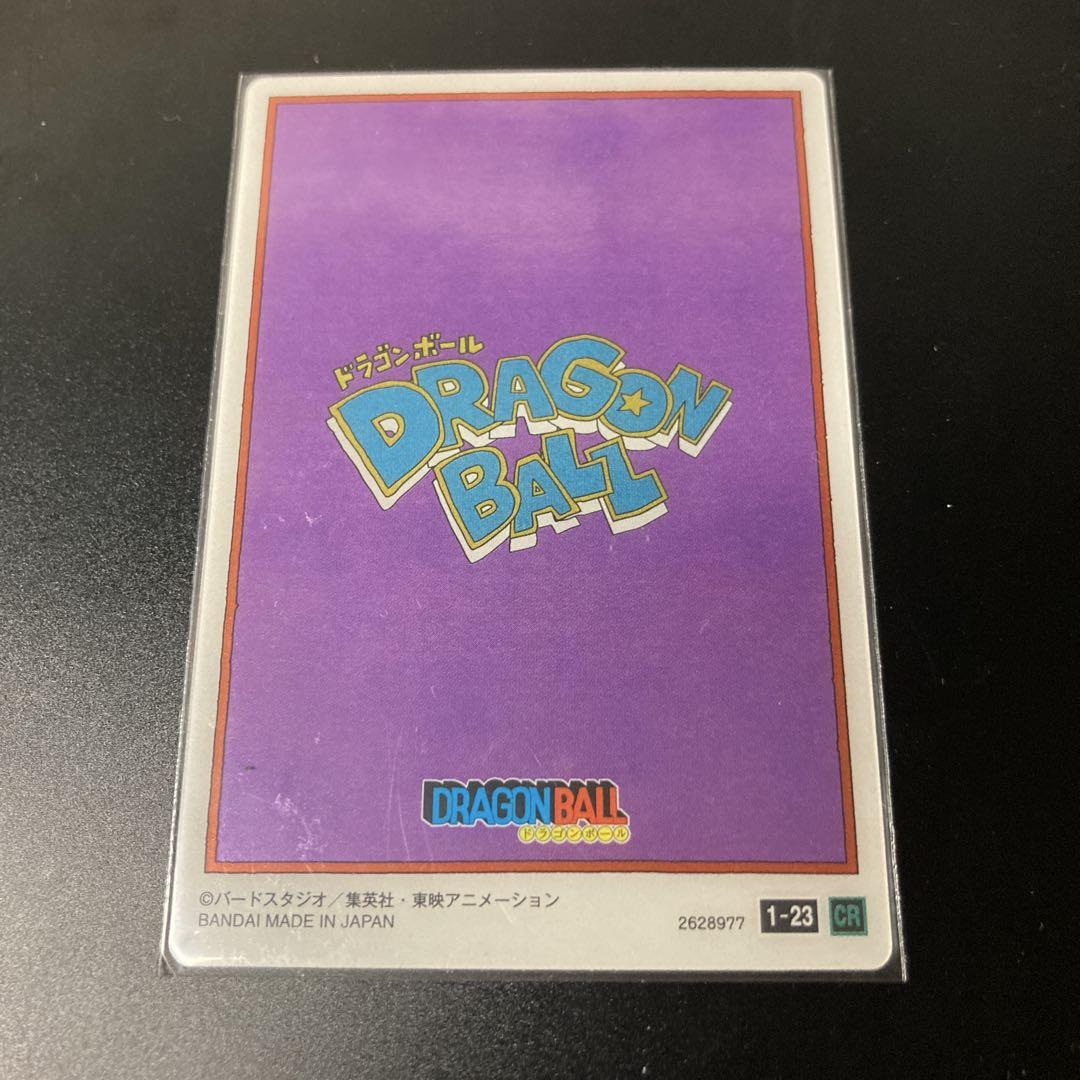 ドラゴンボール
DRAGON
BALL
DRAGON BALL
ドラゴンボール
©バードスタジオ／集英社・東映アニメーション
BANDAI MADE IN JAPAN
2628977 1-23 CR